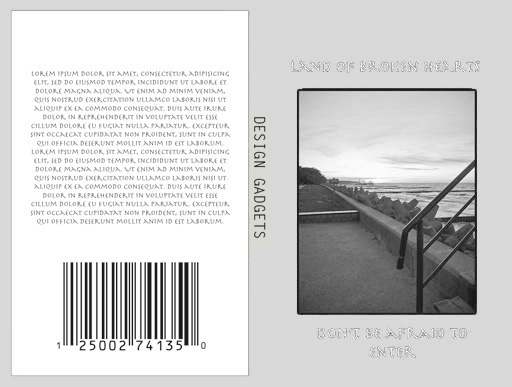 LOREM IPSUM DOLOR SIT AMET, CONSECTETUR ADIPISICING
ELIT, SED DO EIUSMOD TEMPOR INCIDIDUNT UT LABORE ET
DOLORE MAGNA ALIQUA. UT ENIM AD MINIM VENIAM,
QUIS NOSTRUD EXERCITATION ULLAMCO LABORIS NISI UT
ALIQUIP EX EA COMMODO CONSEQUAT. DUIS AUTE IRURE
DOLOR IN REPREHENDERIT IN VOLUPTATE VELIT ESSE
CILLUM DOLORE EU FUGIAT NULLA PARIATUR. EXCEPTEUR
SINT OCCAECAT CUPIDATAT NON PROIDENT, SUNT IN CULPA
QUI OFFICIA DESERUNT MOLLIT ANIM ID EST LABORUM.
LOREM IPSUM DOLOR SIT AMET, CONSECTETUR ADIPISICING
ELIT, SED DO EIUSMOD TEMPOR INCIDIDUNT UT LABORE ET
DOLORE MAGNA ALIQUA. UT ENIM AD MINIM VENIAM,
QUIS NOSTRUD EXERCITATION ULLAMCO LABORIS NISI UT
ALIQUIP EX EA COMMODO CONSEQUAT. DUIS AUTE IRURE
DOLOR IN REPREHENDERIT IN VOLUPTATE VELIT ESSE
CILLUM DOLORE EU FUGIAT NULLA PARIATUR. EXCEPTEUR
SINT OCCAECAT CUPIDATAT NON PROIDENT, SUNT IN CULPA
QUI OFFICIA DESERUNT MOLLIT ANIM ID EST LABORUM.
1 25002 74135 0
DESIGN GADGETS
LAND OF BROKEN HEARTS
DON'T BE AFRAID TO
ENTER